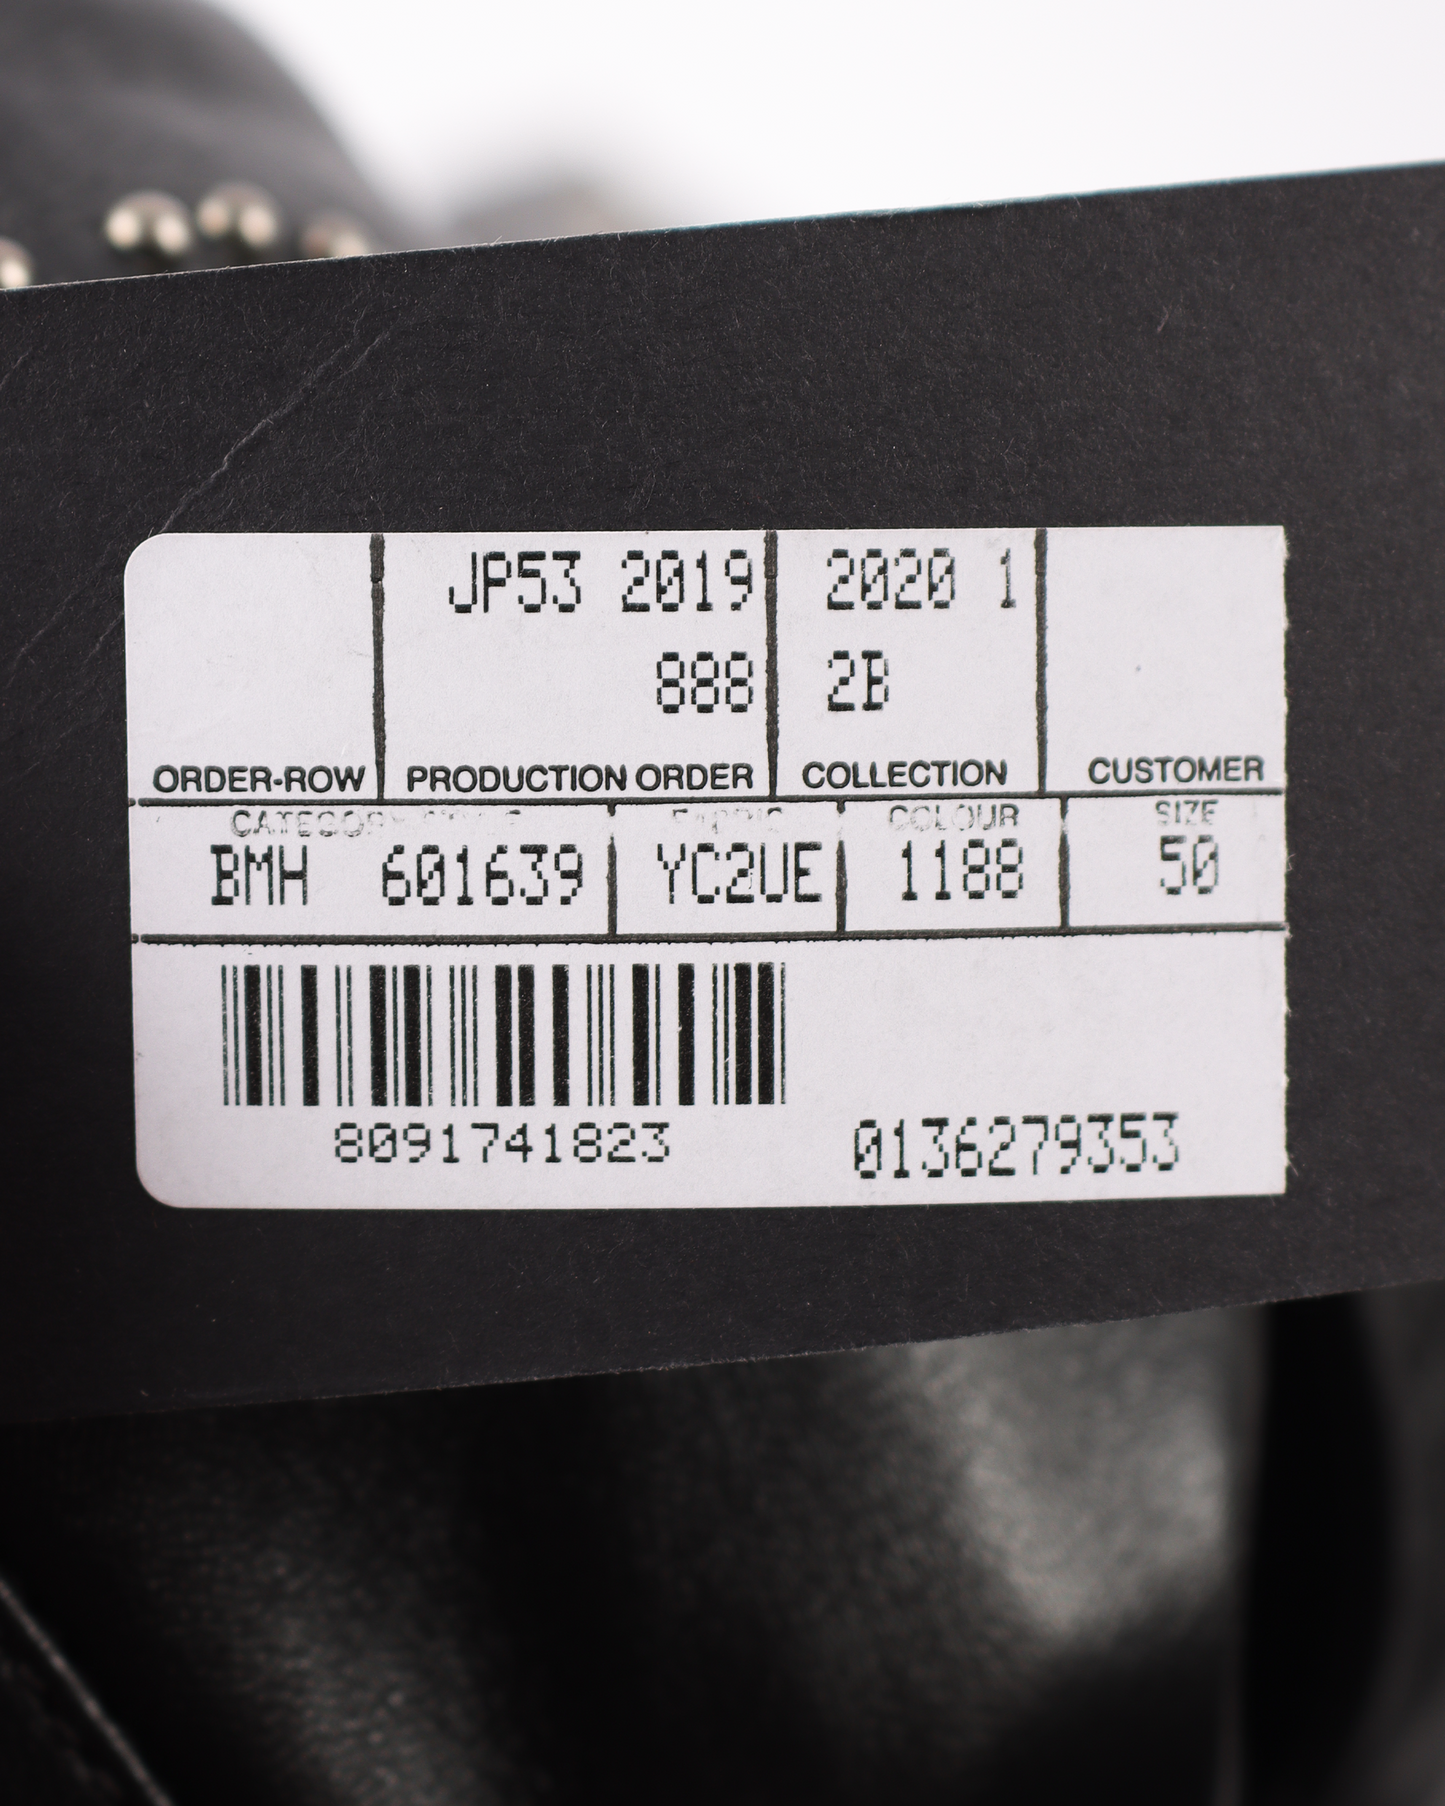 JP53 2019 2020 1
888 2B
ORDER-ROW PRODUCTION ORDER COLLECTION CUSTOMER
COLOUR SIZE
BMH 601639 YC2UE 1188 50
8091741823 0136279353